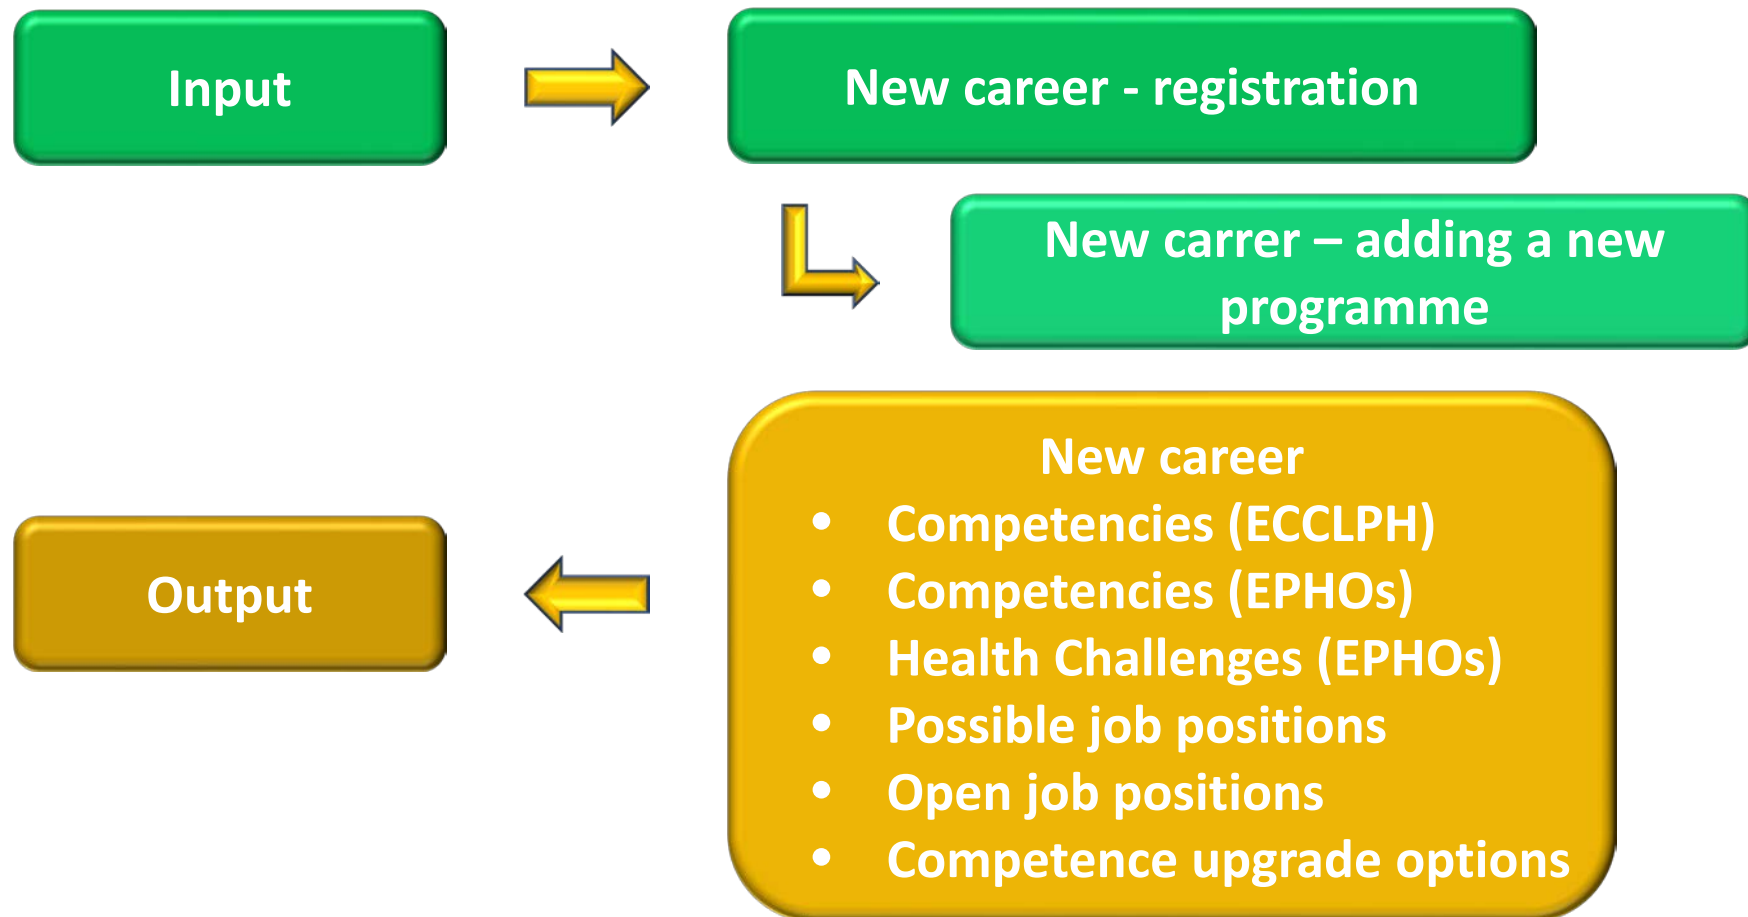 Input
New career - registration
New carrer – adding a new
programme
New career
• Competencies (ECCLPH)
• Competencies (EPHOs)
• Health Challenges (EPHOs)
• Possible job positions
• Open job positions
• Competence upgrade options
Output